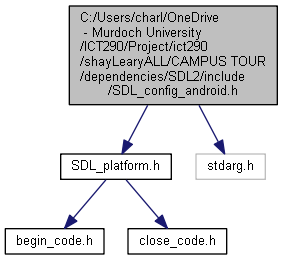 C:/Users/charl/OneDrive
- Murdoch University
/ICT290/Project/ict290
/shayLearyALL/CAMPUS TOUR
/dependencies/SDL2/include
/SDL_config_android.h
SDL_platform.h
stdarg.h
begin_code.h
close_code.h